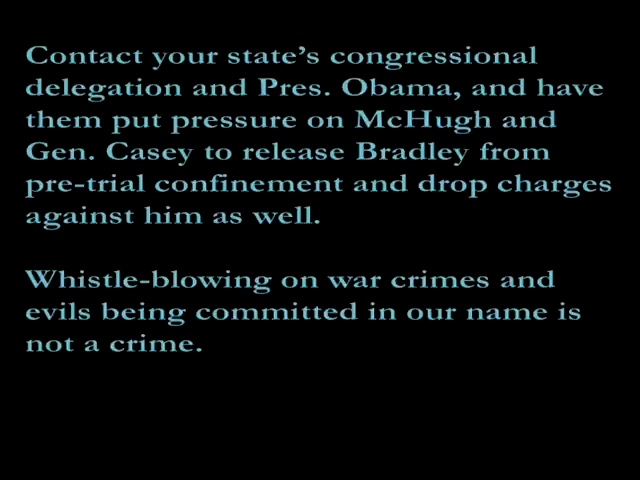 Contact your state’s congressional
delegation and Pres. Obama, and have
them put pressure on McHugh and
Gen. Casey to release Bradley from
pre-trial confinement and drop charges
against him as well.
Whistle-blowing on war crimes and
evils being committed in our name is
not a crime.